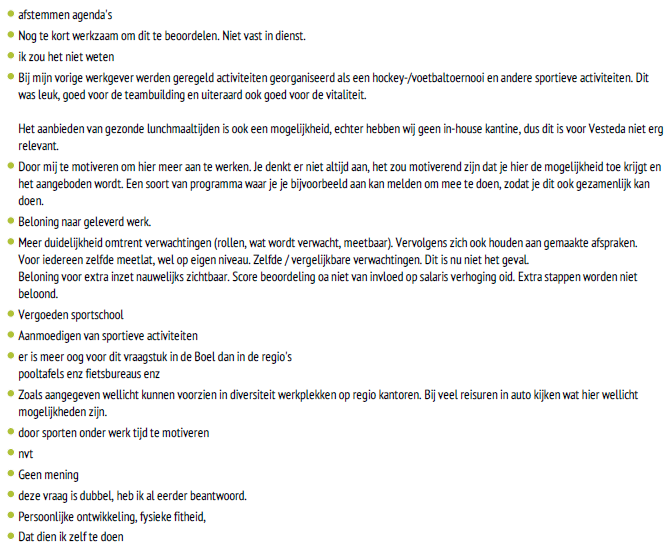 afstemmen agenda's
Nog te kort werkzaam om dit te beoordelen. Niet vast in dienst.
ik zou het niet weten
Bij mijn vorige werkgever werden geregeld activiteiten georganiseerd als een hockey-/voetbaltoernooi en andere sportieve activiteiten. Dit
was leuk, goed voor de teambuilding en uiteraard ook goed voor de vitaliteit.
Het aanbieden van gezonde lunchmaaltijden is ook een mogelijkheid, echter hebben wij geen in-house kantine, dus dit is voor Vesteda niet erg
relevant.
Door mij te motiveren om hier meer aan te werken. Je denkt er niet altijd aan, het zou motiverend zijn dat je hier de mogelijkheid toe krijgt en
het aangeboden wordt. Een soort van programma waar je je bijvoorbeeld aan kan melden om mee te doen, zodat je dit ook gezamenlijk kan
doen.
Beloning naar geleverd werk.
Meer duidelijkheid omtrent verwachtingen (rollen, wat wordt verwacht, meetbaar). Vervolgens zich ook houden aan gemaakte afspraken.
Voor iedereen zelfde meetlat, wel op eigen niveau. Zelfde / vergelijkbare verwachtingen. Dit is nu niet het geval.
Beloning voor extra inzet nauwelijks zichtbaar. Score beoordeling oa niet van invloed op salaris verhoging oid. Extra stappen worden niet
beloond.
Vergoeden sportschool
Aanmoedigen van sportieve activiteiten
er is meer oog voor dit vraagstuk in de Boel dan in de regio's
pooltafels enz fietsbureaus enz
Zoals aangegeven wellicht kunnen voorzien in diversiteit werkplekken op regio kantoren. Bij veel reisuren in auto kijken wat hier wellicht
mogelijkheden zijn.
door sporten onder werk tijd te motiveren
nvt
Geen mening
deze vraag is dubbel, heb ik al eerder beantwoord.
Persoonlijke ontwikkeling, fysieke fitheid,
Dat dien ik zelf te doen